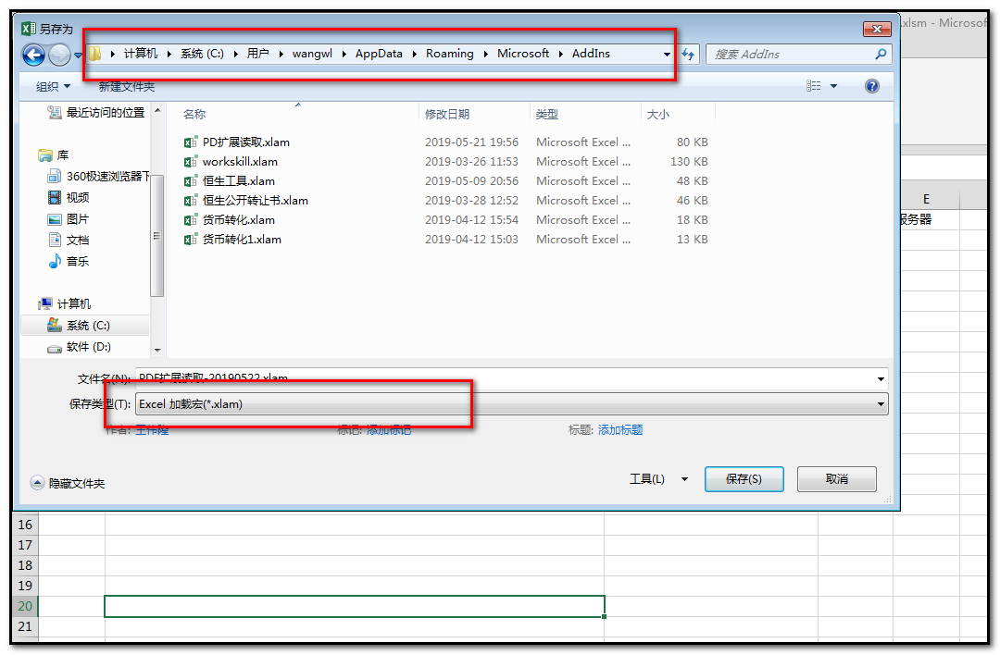 另存为
.xlsm - Microsof
计算机 系统 (C:) 用户 wangwl AppData Roaming Microsoft AddIns
搜索 AddIns
组织 新建文件夹
最近访问的位置
库
360极速浏览器下
视频
图片
文档
音乐
计算机
系统 (C:)
软件 (D:)
名称 修改日期 类型 大小
PD扩展读取.xlam 2019-05-21 19:56 Microsoft Excel ... 80 KB
workskill.xlam 2019-03-26 11:53 Microsoft Excel ... 130 KB
恒生工具.xlam 2019-05-09 20:56 Microsoft Excel ... 48 KB
恒生公开转让书.xlam 2019-03-28 12:52 Microsoft Excel ... 46 KB
货币转化.xlam 2019-04-12 15:54 Microsoft Excel ... 18 KB
货币转化1.xlam 2019-04-12 15:03 Microsoft Excel ... 13 KB
E
服务器
文件名(N): PDF扩展读取-20190522.xlam
保存类型(T): Excel 加载宏(*.xlam)
作者: 王伟隆 标记: 添加标记 标题: 添加标题
隐藏文件夹
工具(L) 保存(S) 取消
16
17
18
19
20
21